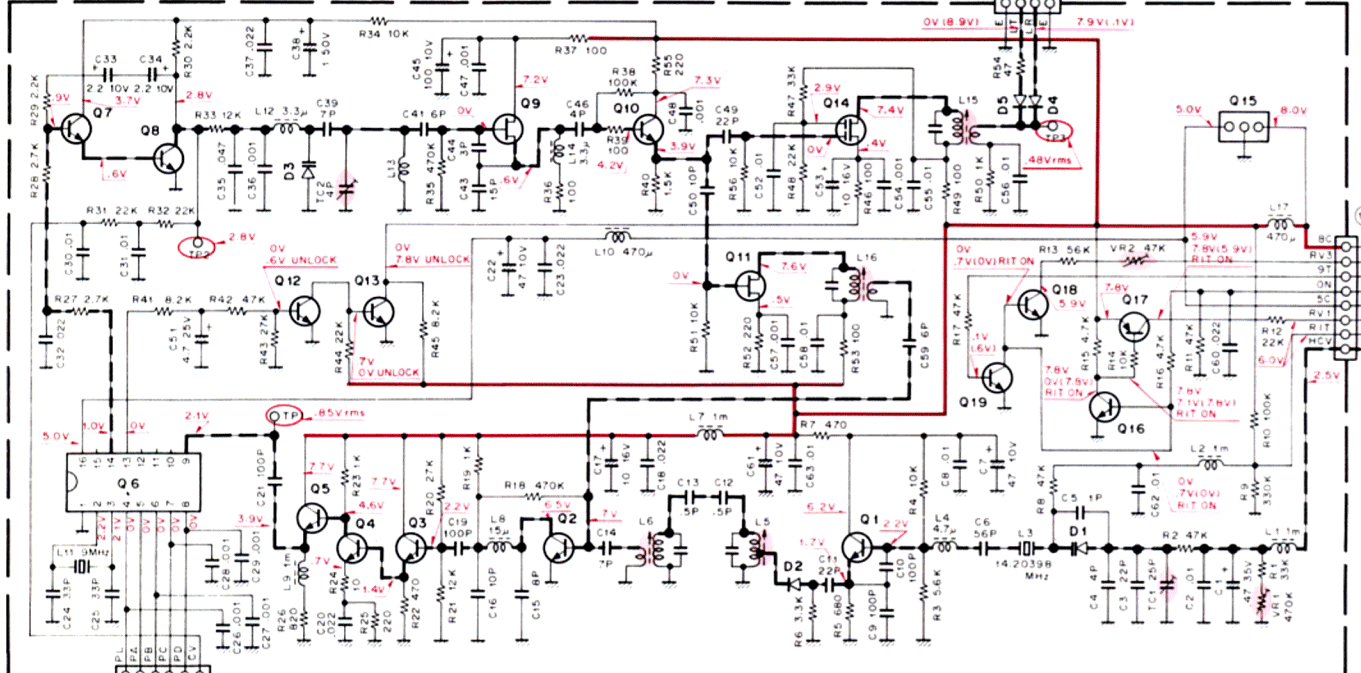 0V (8.9V)
E
UT
LR
E
7.9V(.1V)
R34 10K
R30 2.2K
C37 .022
C38 +
1 50V
R37 100
R54
47
C33
C34
+
+
2.2 10V
2.2 10V
C45
100 10V
+
C47 .001
R38
100K
R55
220
R47 33K
R29 2.2K
.9V
3.7V
2.8V
7.2V
7.3V
2.9V
7.4V
L15
D5
D4
5.0V
Q15
8.0V
Q7
Q8
R33 12K
L12 3.3μ
C39
7P
C41 6P
0V
Q9
C46
4P
Q10
C48
.001
C49
22P
Q14
TP3
R28 2.7K
C44
3P
R39
100
3.9V
0V
.4V
.48Vrms
.6V
.047
C35
C36 .001
D3
TC2
4P
L13
R35 470K
C43
15P
.6V
L14
3.3μ
4.2V
R36
100
R40
1.5K
C50 10P
R56 10K
C52 .01
R48 22K
C53
10 16V
+
R46 100
C54 .001
C55 .01
R49 100
R50 1K
C56 .01
R31 22K
R32 22K
L17
470μ
C30 .01
C31 .01
TP2
2.8V
0V
.6V UNLOCK
0V
7.8V UNLOCK
C22 +
47 10V
C23 .022
L10 470μ
Q11
7.6V
L16
0V
.7V(0V) RIT ON
R13 56K
VR2 47K
5.9V
7.8V(5.9V)
RIT ON
8C
RV3
9T
ON
5C
RV1
RIT
HCV
0V
Q12
Q13
.5V
Q18
5.9V
7.8V
Q17
R27 2.7K
R41 8.2K
R42 47K
C51
4.7 25V
+
R43 27K
R44 22K
.7V
0V UNLOCK
R45 8.2K
R51 10K
R52 220
C57 .001
C58 .01
R53 100
C59 6P
R17 47K
.1V
(.6V)
R15 4.7K
R14
10K
R16 4.7K
R11 47K
C60 .022
R12
22K
6.0V
C32 .022
Q19
7.8V
0V(7.8V)
RIT ON
7.8V
7.1V(7.8V)
RIT ON
2.5V
Q16
TP1
.85Vrms
5.0V
1.0V
0V
2.1V
L7 1m
R7 470
R10 100K
16 15 14 13 12 11 10 9
Q6
1 2 3 4 5 6 7 8
C21 100P
7.7V
R23 1K
7.7V
R20 27K
R19 1K
C17 +
10 16V
C18 .022
C61 +
47 10V
C63 .01
R4 10K
C8 .01
C7 +
47 10V
L2 1m
R8 47K
C62 .01
R9
330K
0V
.7V(0V)
RIT ON
Q5
4.6V
Q4
Q3
2.2V
R18 470K
6.5V
Q2
.7V
C13
.5P
C12
.5P
6.2V
Q1
2.2V
C5 1P
2.2V
2.1V
0V
0V
0V
0V
0V
3.9V
C19
100P
L8
15μ
C14
7P
L6
L5
1.7V
L4
4.7μ
C6
56P
L3
14.20398
MHz
D1
R2 47K
L1 1m
L11 9MHz
C28 .001
C29 .001
L9 1m
.7V
1.4V
R24
10
C11
22P
D2
C10
100P
C24 33P
C25 33P
C26 .001
C27 .001
R26
820
C20
.022
R25
220
R22 470
R21 12K
C16 10P
C15 8P
R6 3.3K
R5 680
C9 100P
R3 5.6K
C4 4P
C3 22P
TC1 25P
C2 .01
C1 +
47 35V
R1
33K
VR1
470K
PL
PA
PB
PC
PD
CV